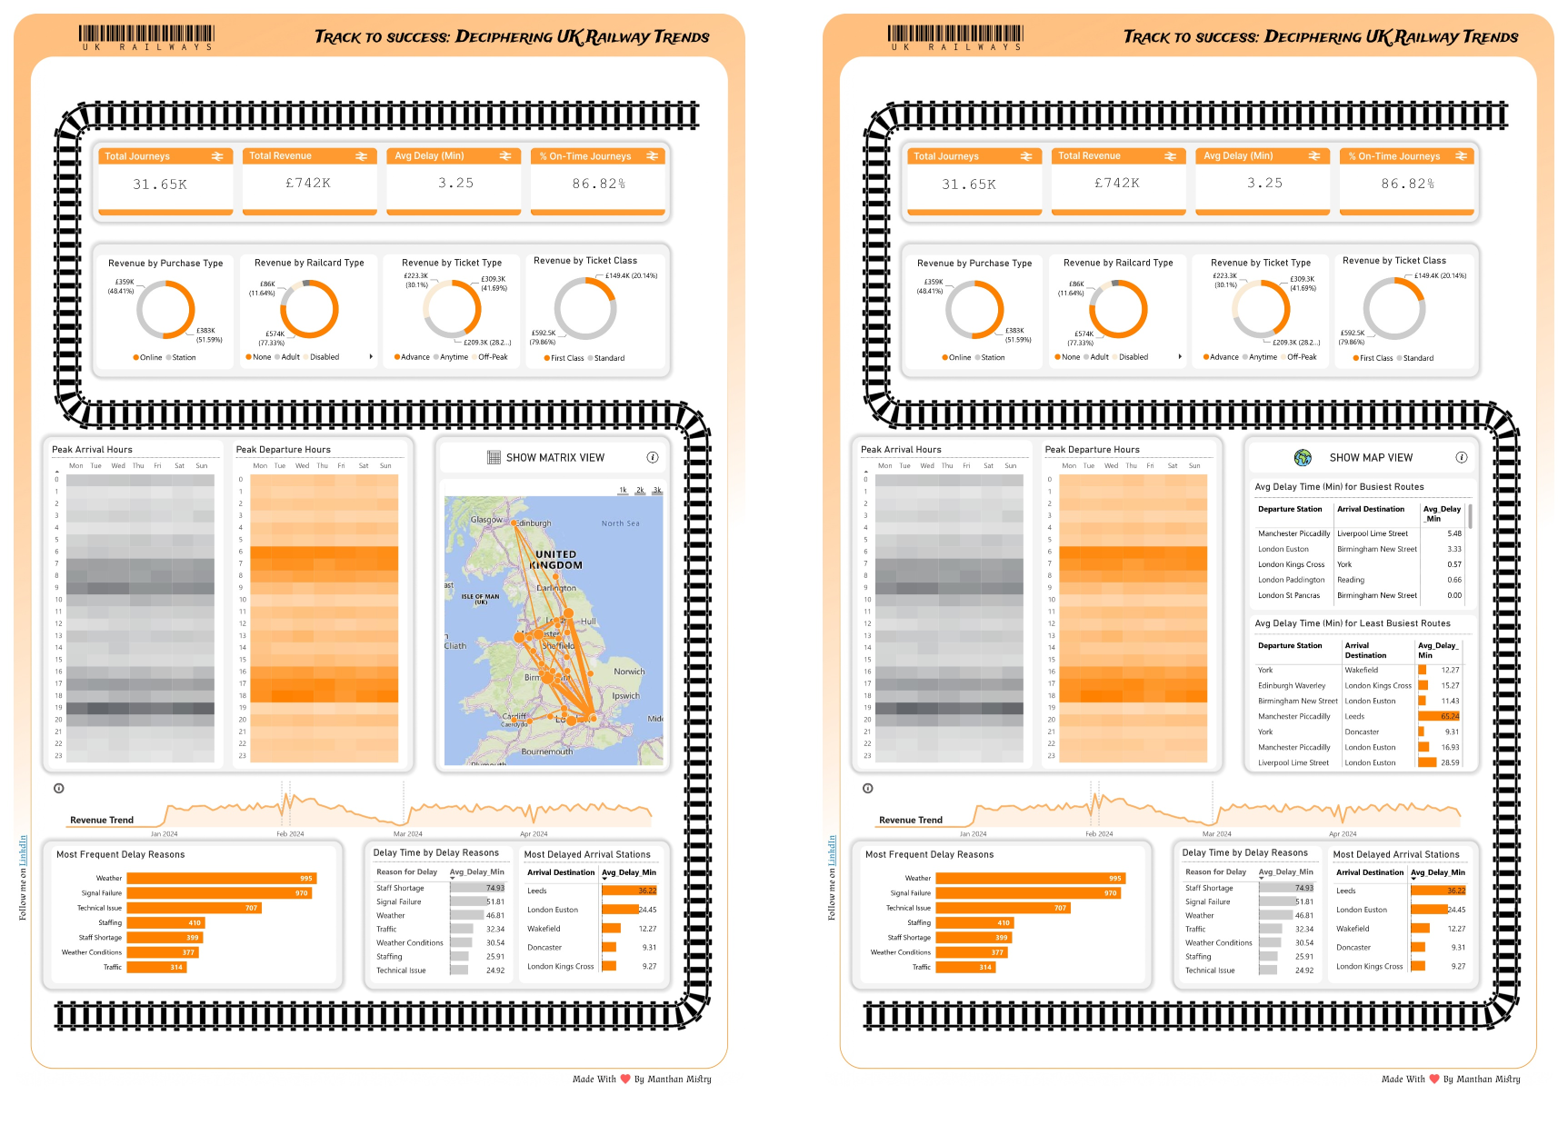 UK RAILWAYS
Track to success: Deciphering UK Railway Trends
Total Journeys
31.65K
Total Revenue
£742K
Avg Delay (Min)
3.25
% On-Time Journeys
86.82%
Revenue by Purchase Type
£359K
(48.41%)
£383K
(51.59%)
Online Station
Revenue by Railcard Type
£86K
(11.64%)
£574K
(77.33%)
None Adult Disabled
Revenue by Ticket Type
£223.3K
(30.1%)
£309.3K
(41.69%)
£209.3K (28.2...)
Advance Anytime Off-Peak
Revenue by Ticket Class
£149.4K (20.14%)
£592.5K
(79.86%)
First Class Standard
Peak Arrival Hours
Mon Tue Wed Thu Fri Sat Sun
0
1
2
3
4
5
6
7
8
9
10
11
12
13
14
15
16
17
18
19
20
21
22
23
Peak Departure Hours
Mon Tue Wed Thu Fri Sat Sun
0
1
2
3
4
5
6
7
8
9
10
11
12
13
14
15
16
17
18
19
20
21
22
23
SHOW MATRIX VIEW
1k 2k 3k
Glasgow
Edinburgh
North Sea
UNITED
KINGDOM
Darlington
ISLE OF MAN
(UK)
Hull
Sheffield
Norwich
Ipswich
Cardiff
Bournemouth
Revenue Trend
Jan 2024 Feb 2024 Mar 2024 Apr 2024
Most Frequent Delay Reasons
Weather 995
Signal Failure 970
Technical Issue 707
Staffing 410
Staff Shortage 399
Weather Conditions 377
Traffic 314
Delay Time by Delay Reasons
Reason for Delay Avg_Delay_Min
Staff Shortage 74.93
Signal Failure 51.81
Weather 46.81
Traffic 32.34
Weather Conditions 30.54
Staffing 25.91
Technical Issue 24.92
Most Delayed Arrival Stations
Arrival Destination Avg_Delay_Min
Leeds 36.22
London Euston 24.45
Wakefield 12.27
Doncaster 9.31
London Kings Cross 9.27
Follow me on LinkdIn
Made With By Manthan Mistry
UK RAILWAYS
Track to success: Deciphering UK Railway Trends
Total Journeys
31.65K
Total Revenue
£742K
Avg Delay (Min)
3.25
% On-Time Journeys
86.82%
Revenue by Purchase Type
£359K
(48.41%)
£383K
(51.59%)
Online Station
Revenue by Railcard Type
£86K
(11.64%)
£574K
(77.33%)
None Adult Disabled
Revenue by Ticket Type
£223.3K
(30.1%)
£309.3K
(41.69%)
£209.3K (28.2...)
Advance Anytime Off-Peak
Revenue by Ticket Class
£149.4K (20.14%)
£592.5K
(79.86%)
First Class Standard
Peak Arrival Hours
Mon Tue Wed Thu Fri Sat Sun
0
1
2
3
4
5
6
7
8
9
10
11
12
13
14
15
16
17
18
19
20
21
22
23
Peak Departure Hours
Mon Tue Wed Thu Fri Sat Sun
0
1
2
3
4
5
6
7
8
9
10
11
12
13
14
15
16
17
18
19
20
21
22
23
SHOW MAP VIEW
Avg Delay Time (Min) for Busiest Routes
Departure Station Arrival Destination Avg_Delay
_Min
Manchester Piccadilly Liverpool Lime Street 5.48
London Euston Birmingham New Street 3.33
London Kings Cross York 0.57
London Paddington Reading 0.66
London St Pancras Birmingham New Street 0.00
Avg Delay Time (Min) for Least Busiest Routes
Departure Station Arrival Avg_Delay_
Destination Min
York Wakefield 12.27
Edinburgh Waverley London Kings Cross 15.27
Birmingham New Street London Euston 11.43
Manchester Piccadilly Leeds 65.24
York Doncaster 9.31
Manchester Piccadilly London Euston 16.93
Liverpool Lime Street London Euston 28.59
Revenue Trend
Jan 2024 Feb 2024 Mar 2024 Apr 2024
Most Frequent Delay Reasons
Weather 995
Signal Failure 970
Technical Issue 707
Staffing 410
Staff Shortage 399
Weather Conditions 377
Traffic 314
Delay Time by Delay Reasons
Reason for Delay Avg_Delay_Min
Staff Shortage 74.93
Signal Failure 51.81
Weather 46.81
Traffic 32.34
Weather Conditions 30.54
Staffing 25.91
Technical Issue 24.92
Most Delayed Arrival Stations
Arrival Destination Avg_Delay_Min
Leeds 36.22
London Euston 24.45
Wakefield 12.27
Doncaster 9.31
London Kings Cross 9.27
Follow me on LinkdIn
Made With By Manthan Mistry